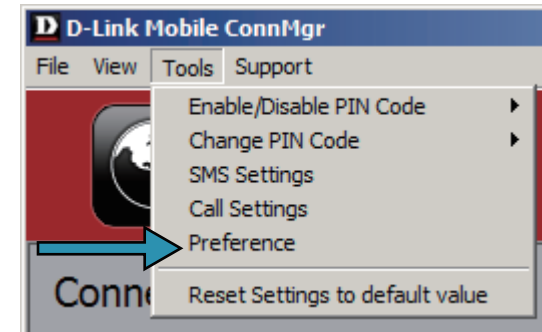 D D-Link Mobile ConnMgr
File View Tools Support
Enable/Disable PIN Code
Change PIN Code
SMS Settings
Call Settings
Preference
Reset Settings to default value